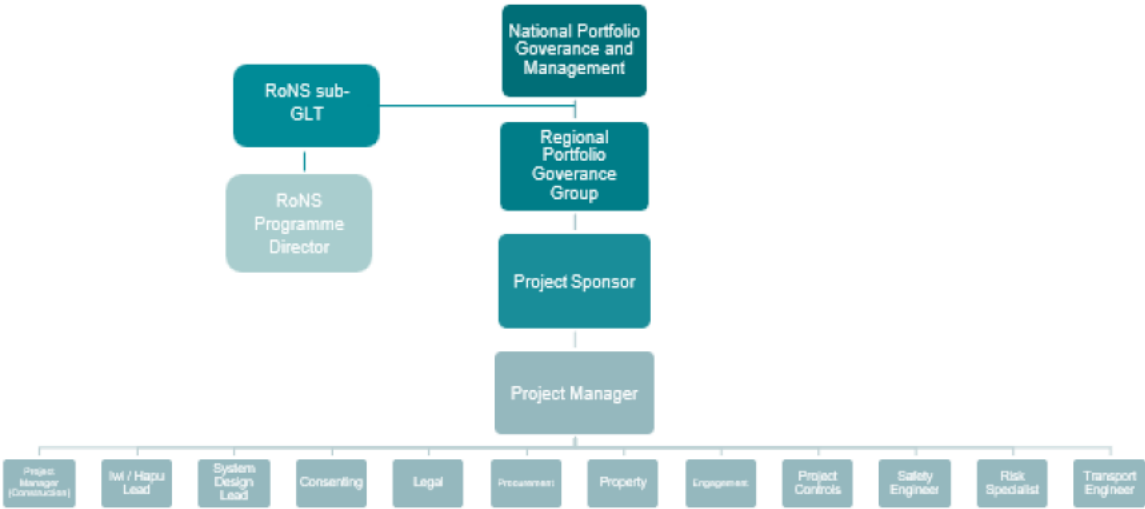 National Portfolio
Goverance and
Management
RoNS sub-
GLT
Regional
Portfolio
Goverance
Group
RoNS
Programme
Director
Project Sponsor
Project Manager
Project
Manager
(Construction)
Iwi / Hapu
Lead
System
Design
Lead
Consenting
Legal
Procurement
Property
Engagement
Project
Controls
Safety
Engineer
Risk
Specialist
Transport
Engineer